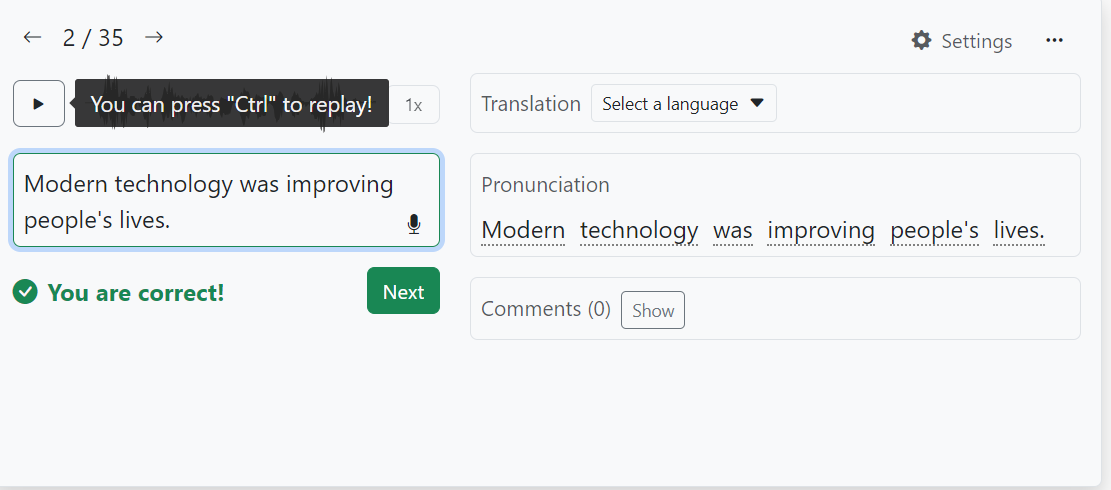 2 / 35
Settings
You can press "Ctrl" to replay!
1x
Modern technology was improving
people's lives.
You are correct!
Next
Translation
Select a language
Pronunciation
Modern technology was improving people's lives.
Comments (0)
Show